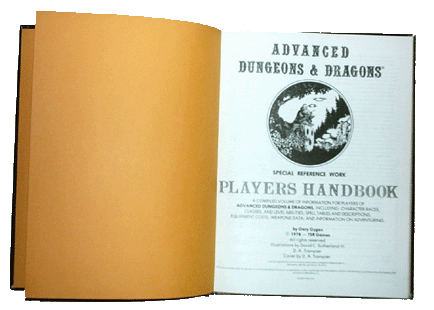 ADVANCED
DUNGEONS & DRAGONS
SPECIAL REFERENCE WORK
PLAYERS HANDBOOK
A COMPILED VOLUME OF INFORMATION FOR PLAYERS OF
ADVANCED DUNGEONS & DRAGONS, INCLUDING: CHARACTER RACES,
CLASSES, AND LEVEL ABILITIES; SPELL TABLES AND DESCRIPTIONS;
EQUIPMENT COSTS; WEAPONS DATA; AND INFORMATION ON ADVENTURING.
by Gary Gygax
© 1978 — TSR Games
All rights reserved
Illustrations by David C. Sutherland III
D. A. Trampier
Cover by D. A. Trampier